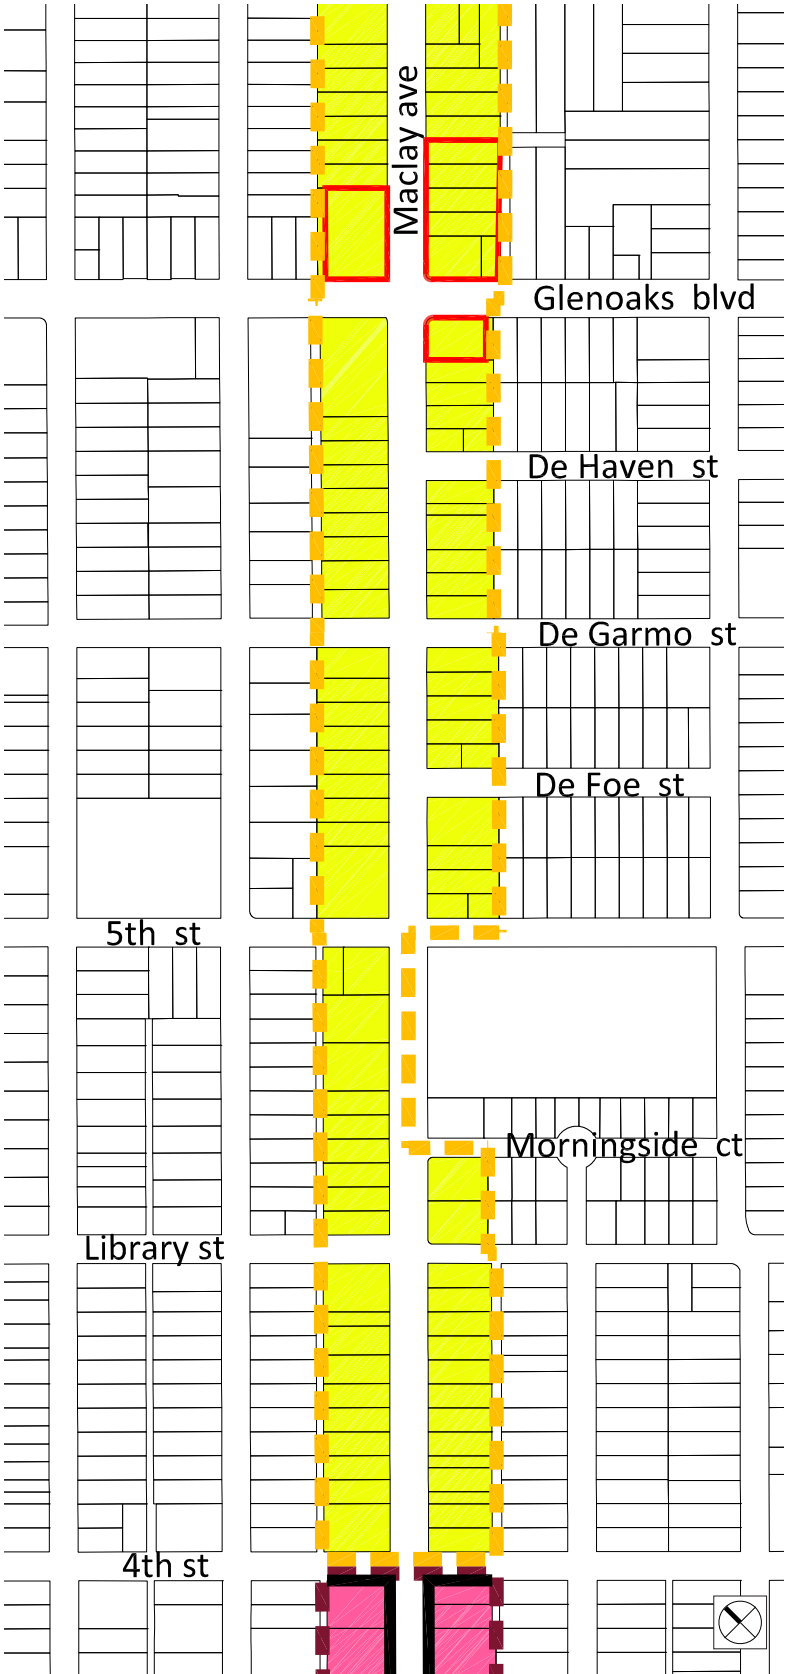 Maclay ave
Glenoaks blvd
De Haven st
De Garmo st
De Foe st
5th st
Morningside ct
Library st
4th st